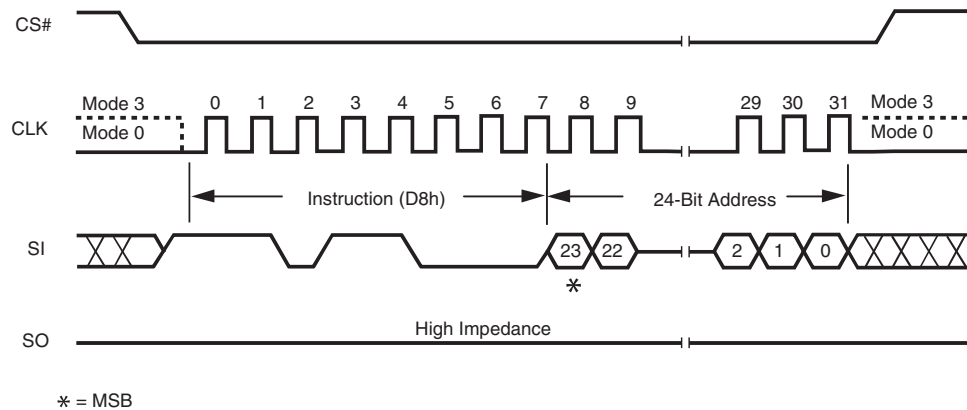 CS#
Mode 3 0 1 2 3 4 5 6 7 8 9 29 30 31 Mode 3
CLK Mode 0 Mode 0
Instruction (D8h) 24-Bit Address
SI 23 22 2 1 0
*
High Impedance
SO
* = MSB